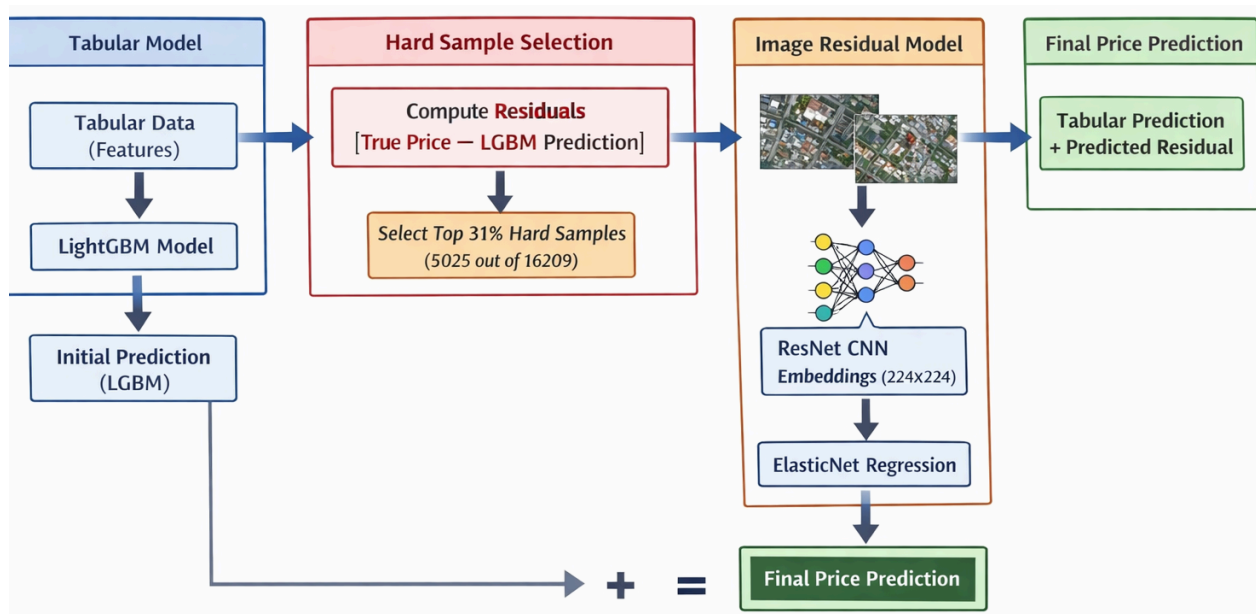 Tabular Model
Tabular Data
(Features)
LightGBM Model
Initial Prediction
(LGBM)
Hard Sample Selection
Compute Residuals
[True Price — LGBM Prediction]
Select Top 31% Hard Samples
(5025 out of 16209)
Image Residual Model
ResNet CNN
Embeddings (224x224)
ElasticNet Regression
Final Price Prediction
Tabular Prediction
+ Predicted Residual
+ =
Final Price Prediction